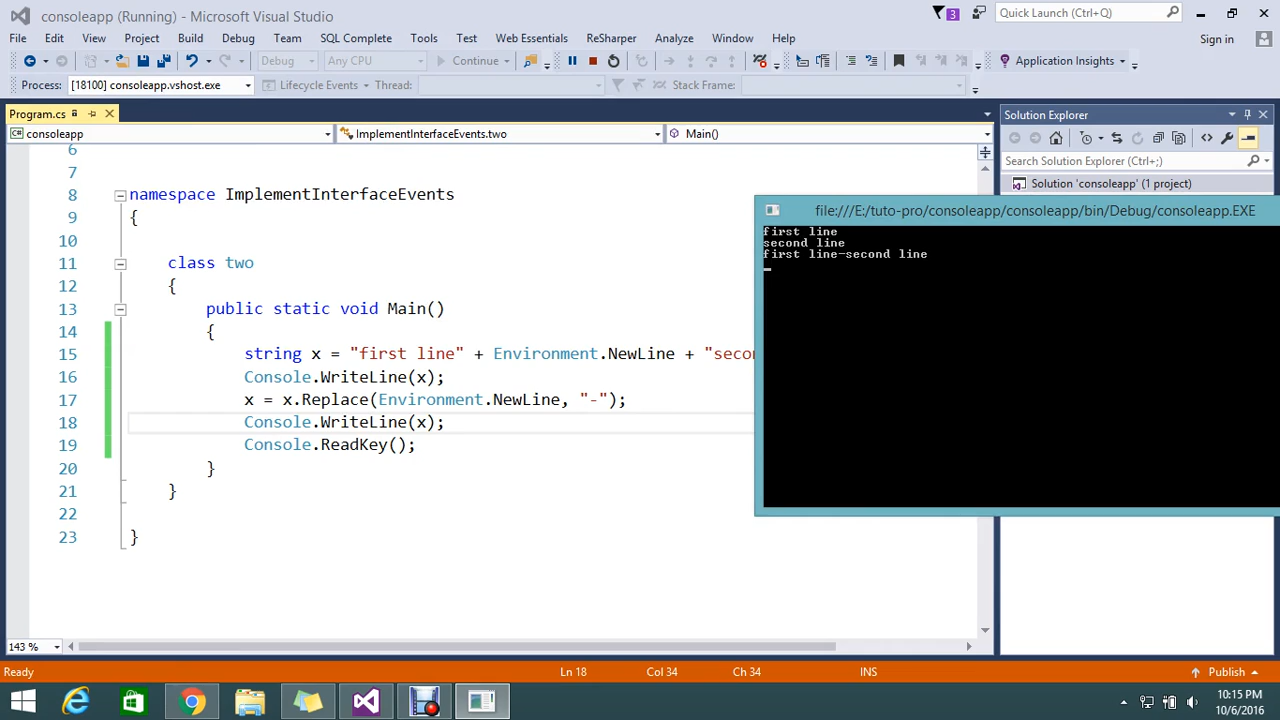 consoleapp (Running) - Microsoft Visual Studio
3
Quick Launch (Ctrl+Q)
File Edit View Project Build Debug Team SQL Complete Tools Test Web Essentials ReSharper Analyze Window Help
Sign in
Debug Any CPU Continue Application Insights
Process: [18100] consoleapp.vshost.exe Lifecycle Events Thread: Stack Frame:
Program.cs
Solution Explorer
consoleapp ImplementInterfaceEvents.two Main()
Search Solution Explorer (Ctrl+;)
Solution 'consoleapp' (1 project)
6
7
8 namespace ImplementInterfaceEvents
9 {
10
11 class two
12 {
13 public static void Main()
14 {
15 string x = "first line" + Environment.NewLine + "secon
16 Console.WriteLine(x);
17 x = x.Replace(Environment.NewLine, "-");
18 Console.WriteLine(x);
19 Console.ReadKey();
20 }
21 }
22
23 }
file:///E:/tuto-pro/consoleapp/consoleapp/bin/Debug/consoleapp.EXE
first line
second line
first line-second line
143 %
Ready Ln 18 Col 34 Ch 34 INS Publish
10:15 PM
10/6/2016